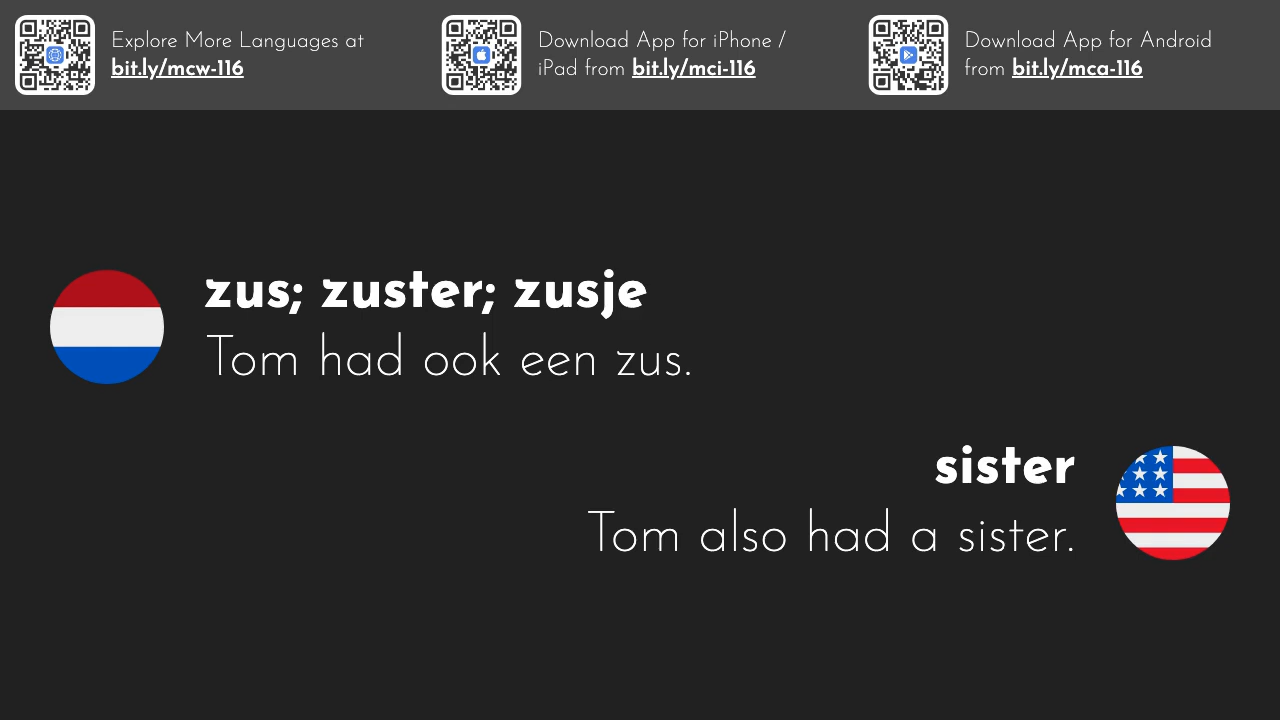 Explore More Languages at
bit.ly/mcw-116
Download App for iPhone /
iPad from bit.ly/mci-116
Download App for Android
from bit.ly/mca-116
zus; zuster; zusje
Tom had ook een zus.
sister
Tom also had a sister.